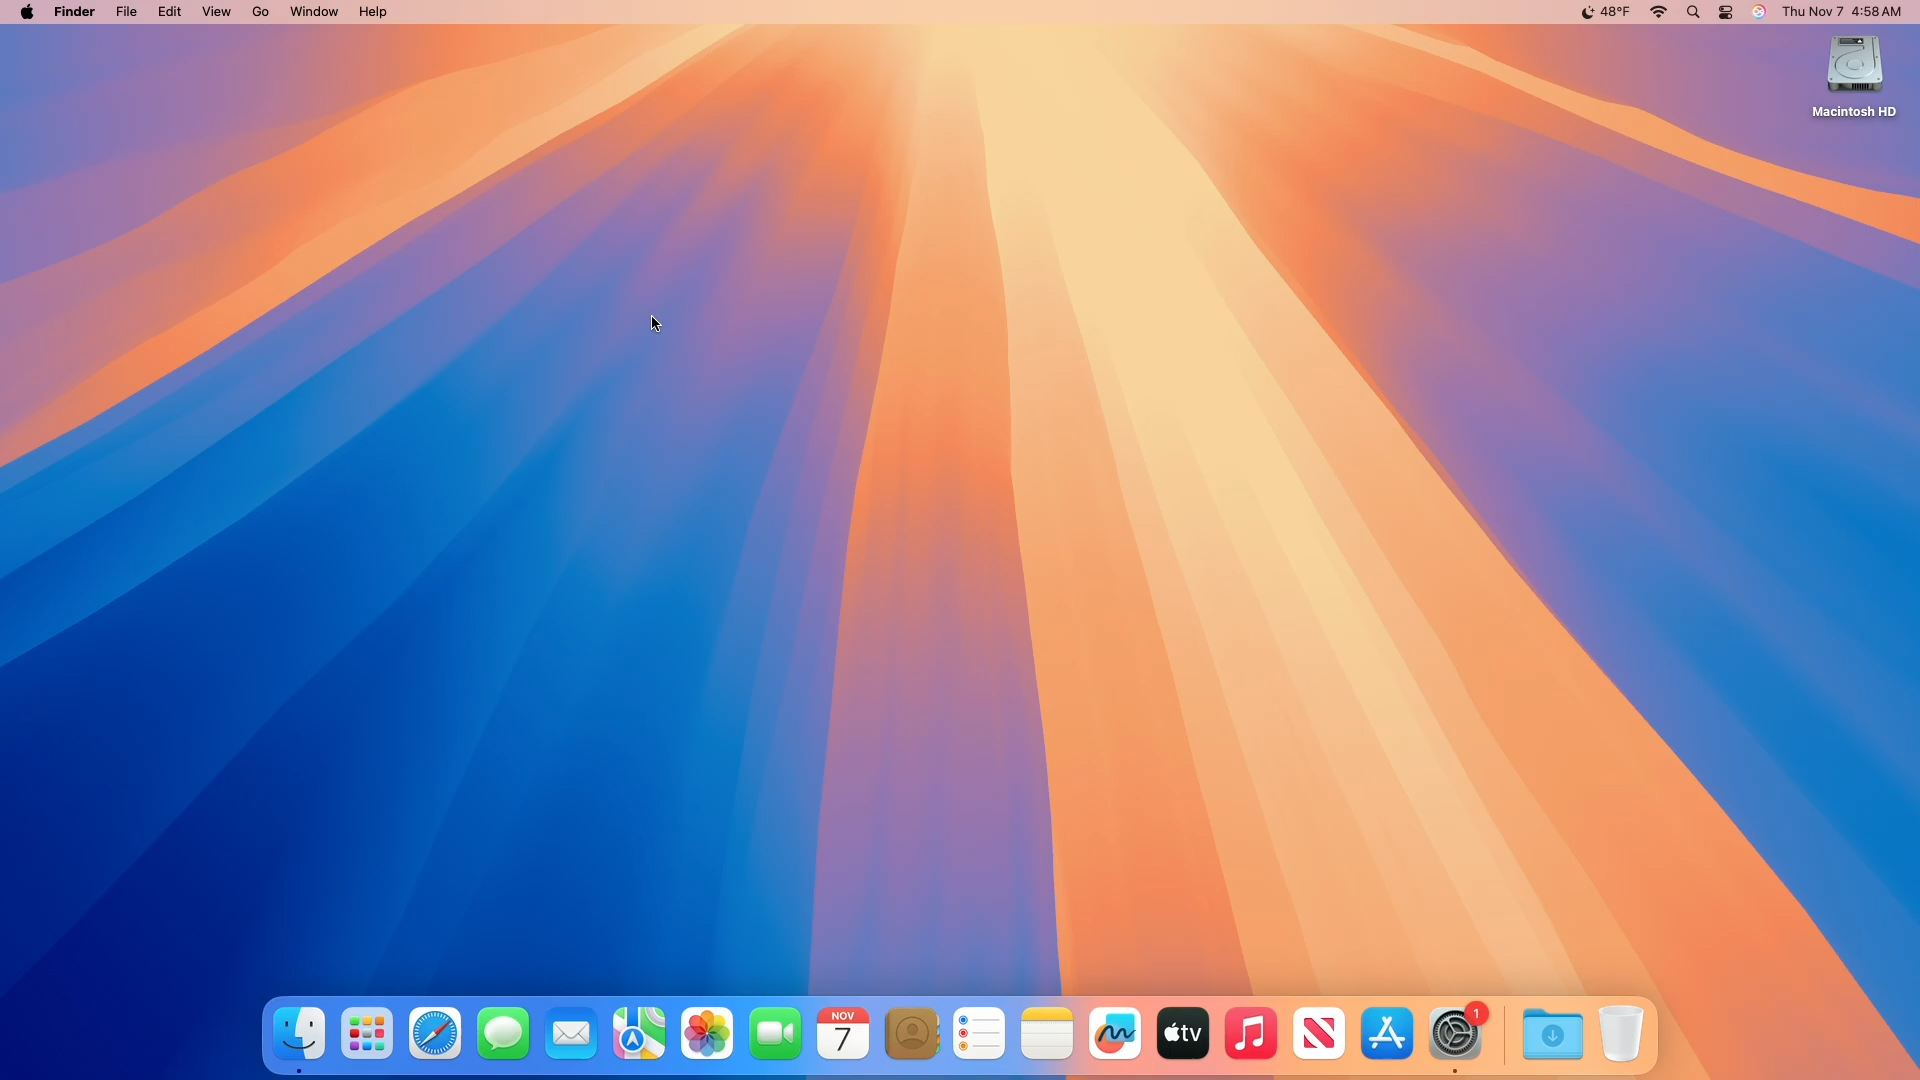 Finder File Edit View Go Window Help 48°F Thu Nov 7 4:58 AM
Macintosh HD
NOV
7
tv
1